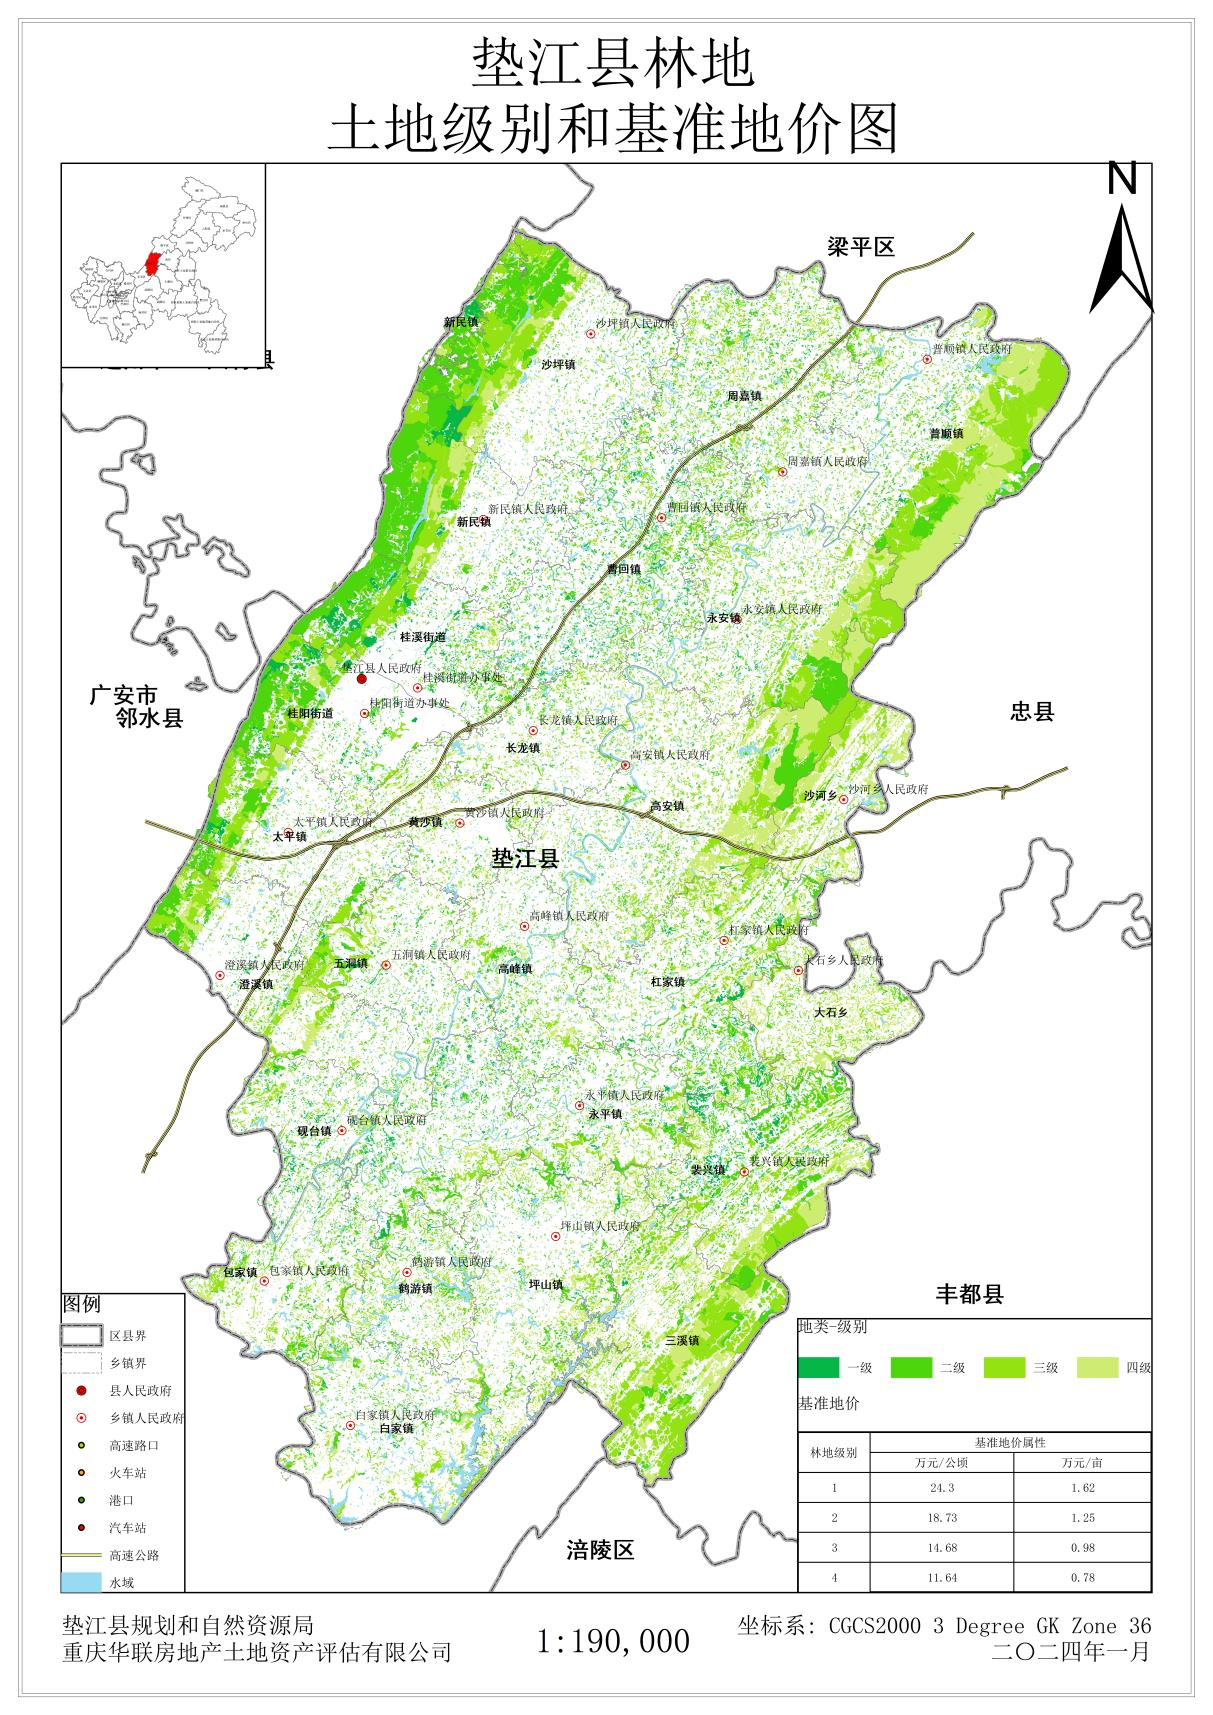 垫江县林地
土地级别和基准地价图
N
梁平区
新民镇
沙坪镇人民政府
沙坪镇
普顺镇人民政府
周嘉镇
普顺镇
周嘉镇人民政府
新民镇人民政府
新民镇
曹回镇人民政府
曹回镇
永安镇人民政府
永安镇
桂溪街道
垫江县人民政府
桂溪街道办事处
桂阳街道办事处
桂阳街道
广安市
邻水县
忠县
长龙镇人民政府
长龙镇
高安镇人民政府
高安镇
沙河乡人民政府
沙河乡
太平镇人民政府
太平镇
黄沙镇人民政府
黄沙镇
垫江县
高峰镇人民政府
高峰镇
杠家镇人民政府
杠家镇
大石乡人民政府
大石乡
澄溪镇人民政府
澄溪镇
五洞镇人民政府
五洞镇
永平镇人民政府
永平镇
砚台镇人民政府
砚台镇
裴兴镇人民政府
裴兴镇
坪山镇人民政府
坪山镇
包家镇人民政府
包家镇
鹤游镇人民政府
鹤游镇
三溪镇
丰都县
白家镇人民政府
白家镇
涪陵区
图例
区县界
乡镇界
县人民政府
乡镇人民政府
高速路口
火车站
港口
汽车站
高速公路
水域
地类-级别
一级 二级 三级 四级
基准地价
林地级别 基准地价属性
万元/公顷 万元/亩
1 24.3 1.62
2 18.73 1.25
3 14.68 0.98
4 11.64 0.78
垫江县规划和自然资源局
重庆华联房地产土地资产评估有限公司
1:190,000
坐标系: CGCS2000 3 Degree GK Zone 36
二〇二四年一月